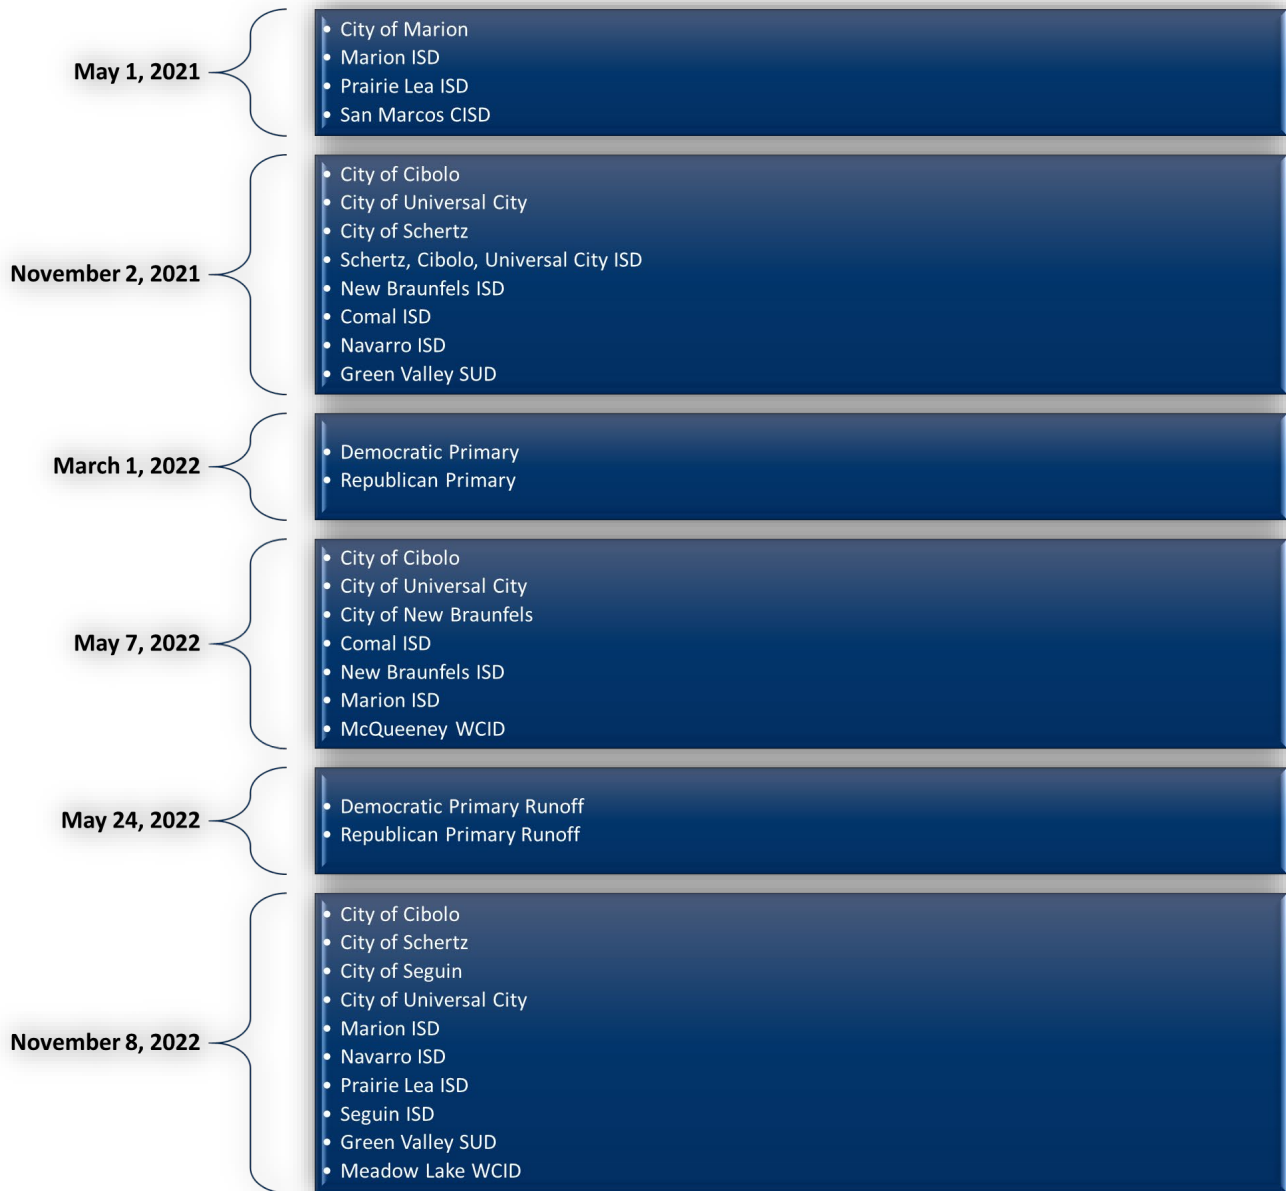 May 1, 2021
• City of Marion
• Marion ISD
• Prairie Lea ISD
• San Marcos CISD
November 2, 2021
• City of Cibolo
• City of Universal City
• City of Schertz
• Schertz, Cibolo, Universal City ISD
• New Braunfels ISD
• Comal ISD
• Navarro ISD
• Green Valley SUD
March 1, 2022
• Democratic Primary
• Republican Primary
May 7, 2022
• City of Cibolo
• City of Universal City
• City of New Braunfels
• Comal ISD
• New Braunfels ISD
• Marion ISD
• McQueeney WCID
May 24, 2022
• Democratic Primary Runoff
• Republican Primary Runoff
November 8, 2022
• City of Cibolo
• City of Schertz
• City of Seguin
• City of Universal City
• Marion ISD
• Navarro ISD
• Prairie Lea ISD
• Seguin ISD
• Green Valley SUD
• Meadow Lake WCID